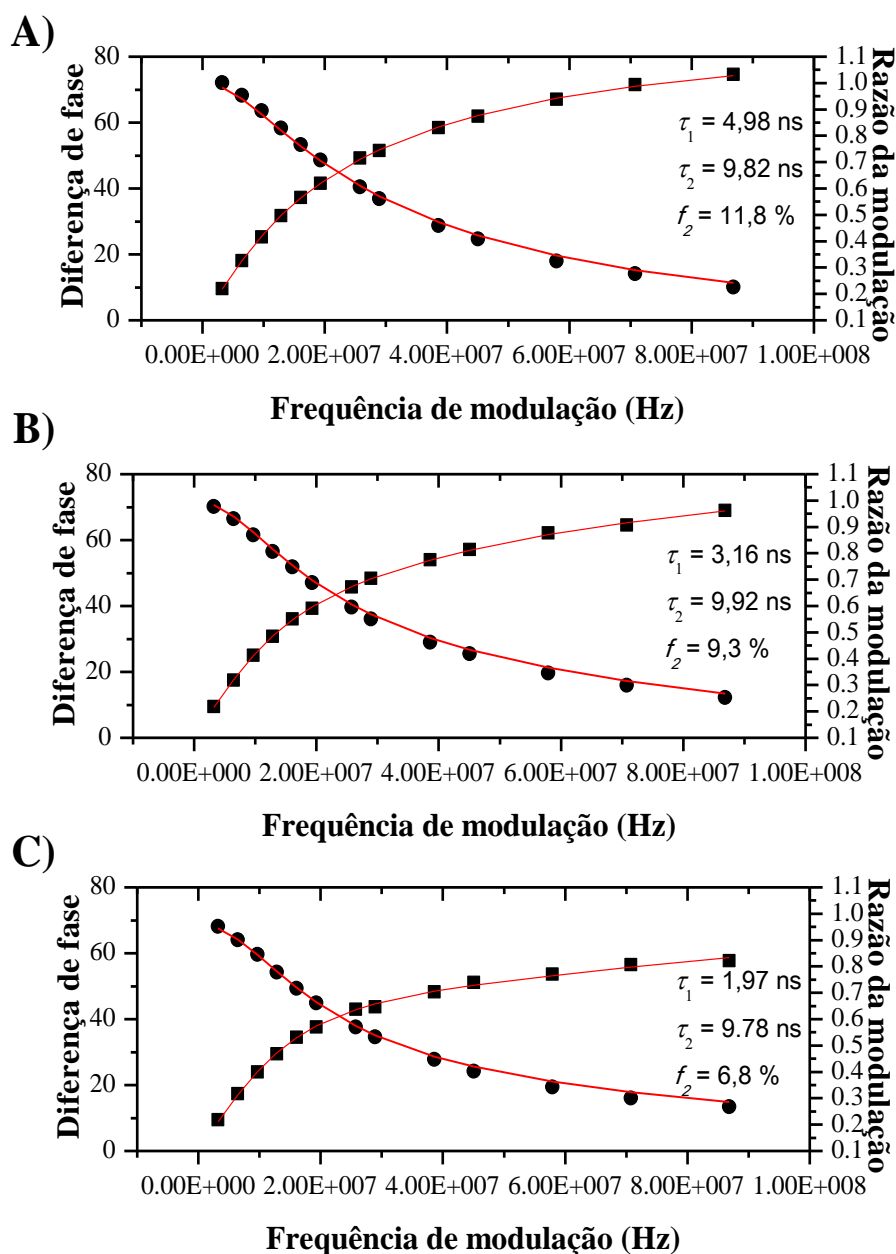 A)
Diferença de fase
Razão da modulação
80
60
40
20
0
1.1
1.0
0.9
0.8
0.7
0.6
0.5
0.4
0.3
0.2
0.1
τ1 = 4,98 ns
τ2 = 9,82 ns
f2 = 11,8 %
0.00E+000 2.00E+007 4.00E+007 6.00E+007 8.00E+007 1.00E+008
Frequência de modulação (Hz)
B)
Diferença de fase
Razão da modulação
80
60
40
20
0
1.1
1.0
0.9
0.8
0.7
0.6
0.5
0.4
0.3
0.2
0.1
τ1 = 3,16 ns
τ2 = 9,92 ns
f2 = 9,3 %
0.00E+000 2.00E+007 4.00E+007 6.00E+007 8.00E+007 1.00E+008
Frequência de modulação (Hz)
C)
Diferença de fase
Razão da modulação
80
60
40
20
0
1.1
1.0
0.9
0.8
0.7
0.6
0.5
0.4
0.3
0.2
0.1
τ1 = 1,97 ns
τ2 = 9.78 ns
f2 = 6,8 %
0.00E+000 2.00E+007 4.00E+007 6.00E+007 8.00E+007 1.00E+008
Frequência de modulação (Hz)